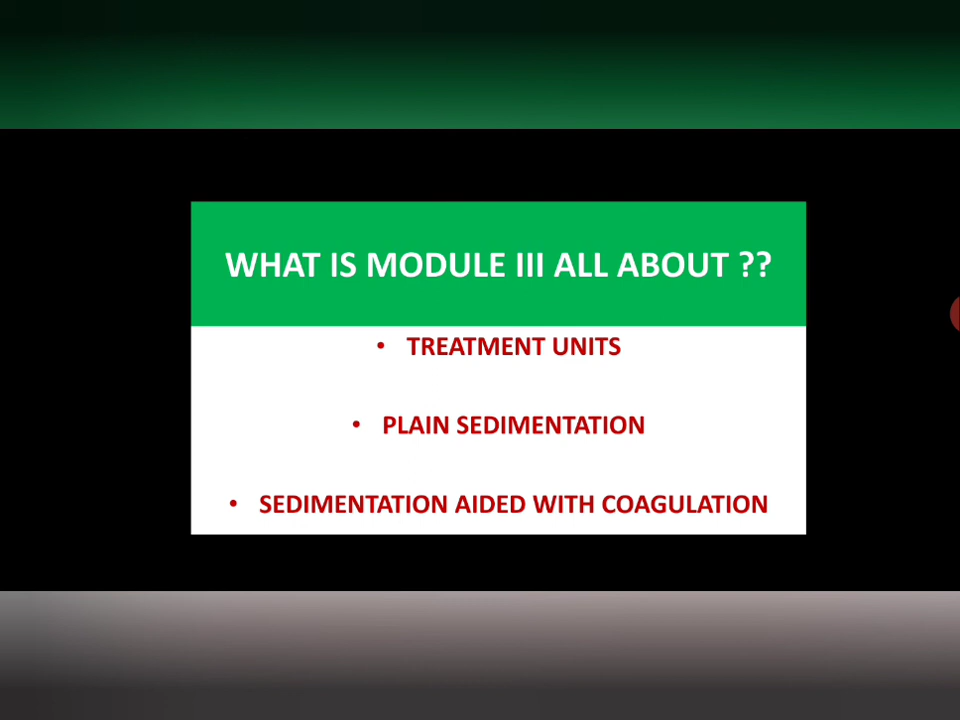 WHAT IS MODULE III ALL ABOUT ??
• TREATMENT UNITS
• PLAIN SEDIMENTATION
• SEDIMENTATION AIDED WITH COAGULATION